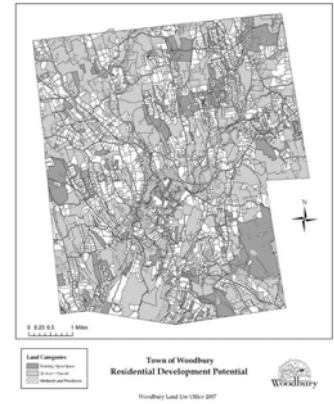 N
0 0.25 0.5 1 Miles
Land Categories
Existing Open Space
Wetlands and Floodzones
Town of Woodbury
Residential Development Potential
Woodbury
Woodbury Land Use Office 2007